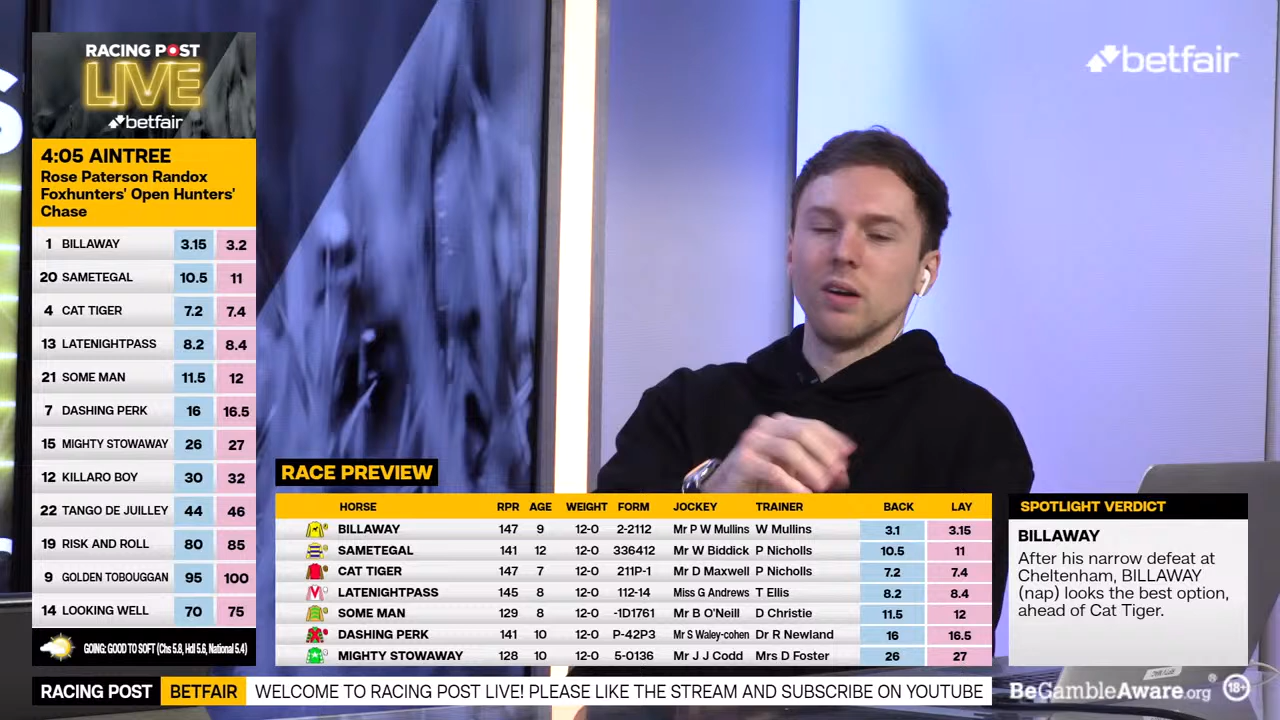 RACING POST
LIVE
betfair
4:05 AINTREE
Rose Paterson Randox
Foxhunters' Open Hunters'
Chase
1 BILLAWAY 3.15 3.2
20 SAMETEGAL 10.5 11
4 CAT TIGER 7.2 7.4
13 LATENIGHTPASS 8.2 8.4
21 SOME MAN 11.5 12
7 DASHING PERK 16 16.5
15 MIGHTY STOWAWAY 26 27
12 KILLARO BOY 30 32
22 TANGO DE JUILLEY 44 46
19 RISK AND ROLL 80 85
9 GOLDEN TOBOUGGAN 95 100
14 LOOKING WELL 70 75
GOING: GOOD TO SOFT (Chs 5.8, Hdl 5.6, National 5.4)
betfair
RACE PREVIEW
HORSE RPR AGE WEIGHT FORM JOCKEY TRAINER BACK LAY
BILLAWAY 147 9 12-0 2-2112 Mr P W Mullins W Mullins 3.1 3.15
SAMETEGAL 141 12 12-0 336412 Mr W Biddick P Nicholls 10.5 11
CAT TIGER 147 7 12-0 211P-1 Mr D Maxwell P Nicholls 7.2 7.4
LATENIGHTPASS 145 8 12-0 112-14 Miss G Andrews T Ellis 8.2 8.4
SOME MAN 129 8 12-0 -1D1761 Mr B O'Neill D Christie 11.5 12
DASHING PERK 141 10 12-0 P-42P3 Mr S Waley-cohen Dr R Newland 16 16.5
MIGHTY STOWAWAY 128 10 12-0 5-0136 Mr J J Codd Mrs D Foster 26 27
SPOTLIGHT VERDICT
BILLAWAY
After his narrow defeat at
Cheltenham, BILLAWAY
(nap) looks the best option,
ahead of Cat Tiger.
RACING POST BETFAIR WELCOME TO RACING POST LIVE! PLEASE LIKE THE STREAM AND SUBSCRIBE ON YOUTUBE
BeGambleAware.org® 18+